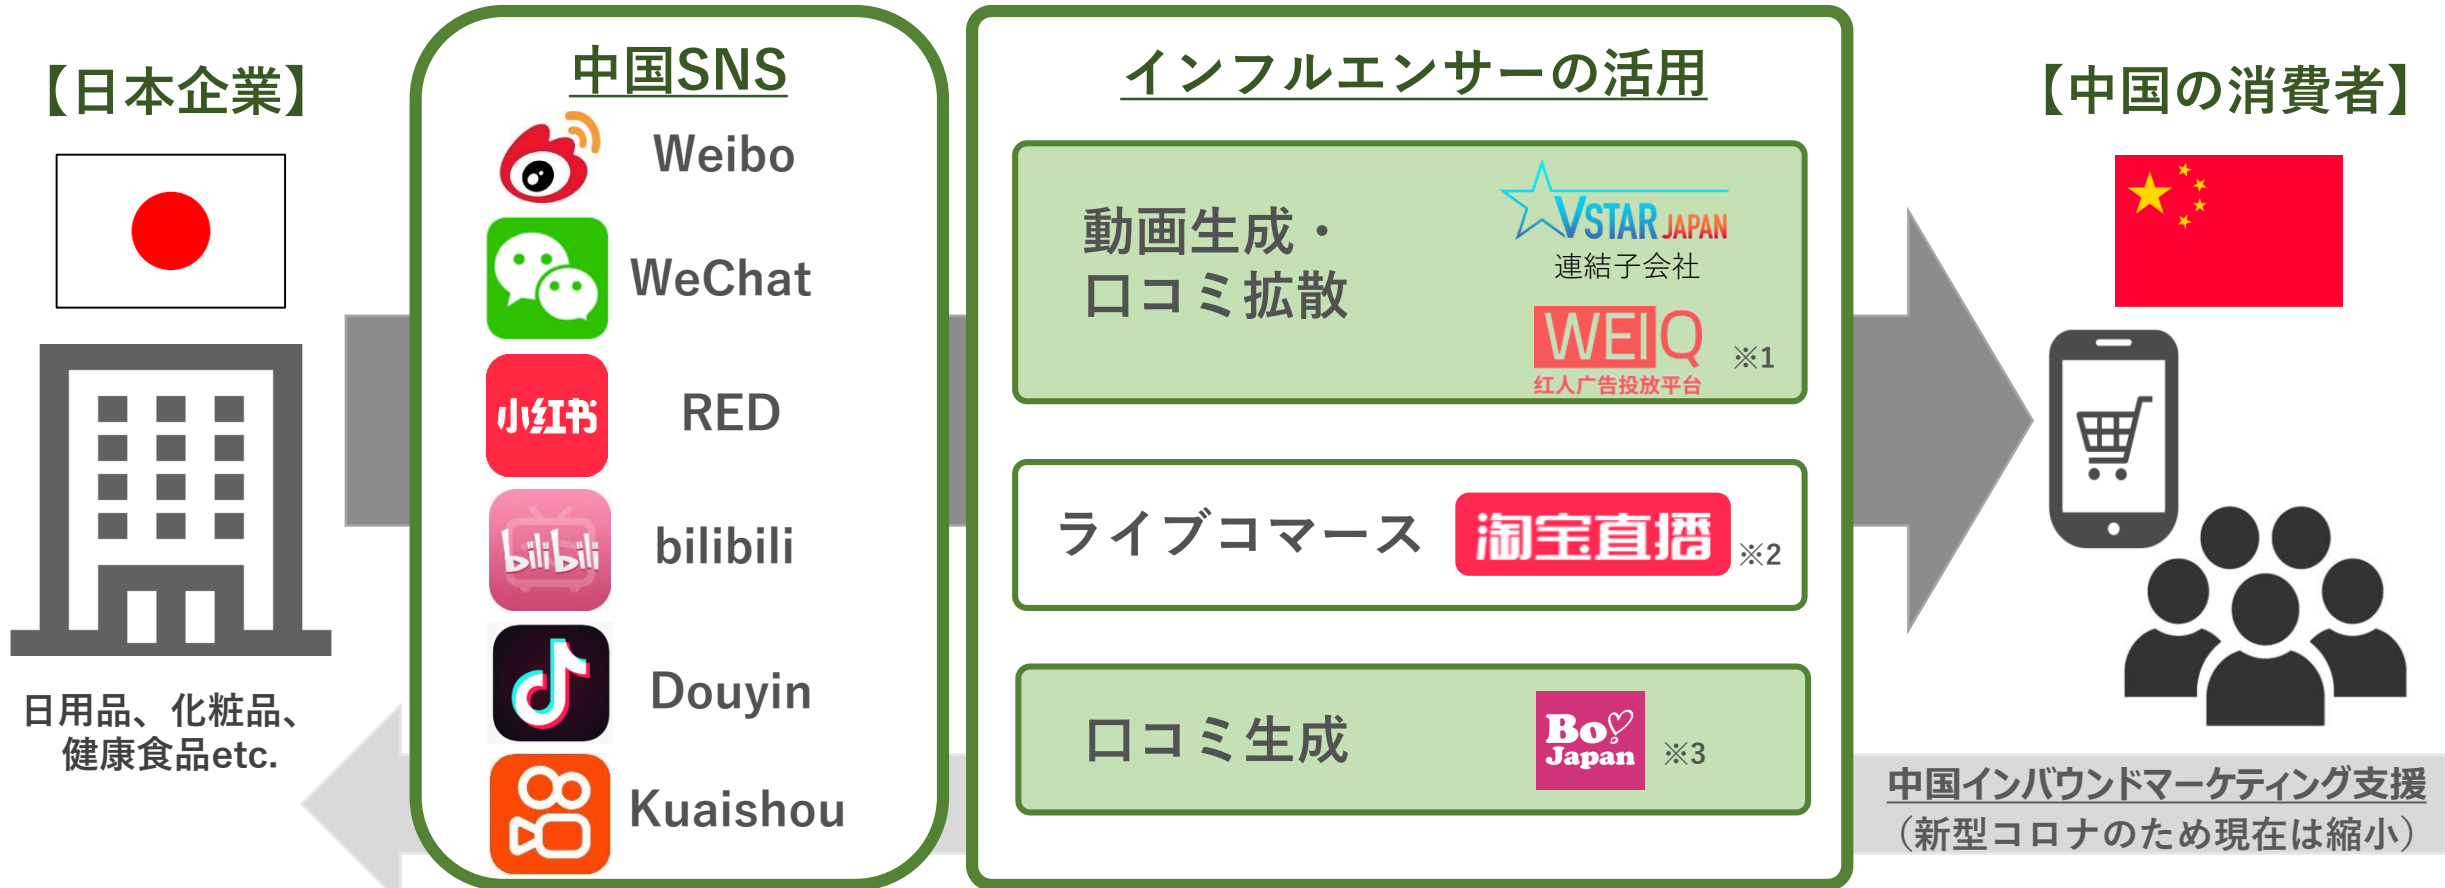 【日本企業】
日用品、化粧品、
健康食品etc.
中国SNS
Weibo
WeChat
小红书
RED
bilibili
bilibili
Douyin
Kuaishou
インフルエンサーの活用
動画生成・
口コミ拡散
VSTAR JAPAN
連結子会社
WEIQ
红人广告投放平台
※1
ライブコマース
淘宝直播
※2
口コミ生成
Bo
Japan
※3
【中国の消費者】
中国インバウンドマーケティング支援
（新型コロナのため現在は縮小）